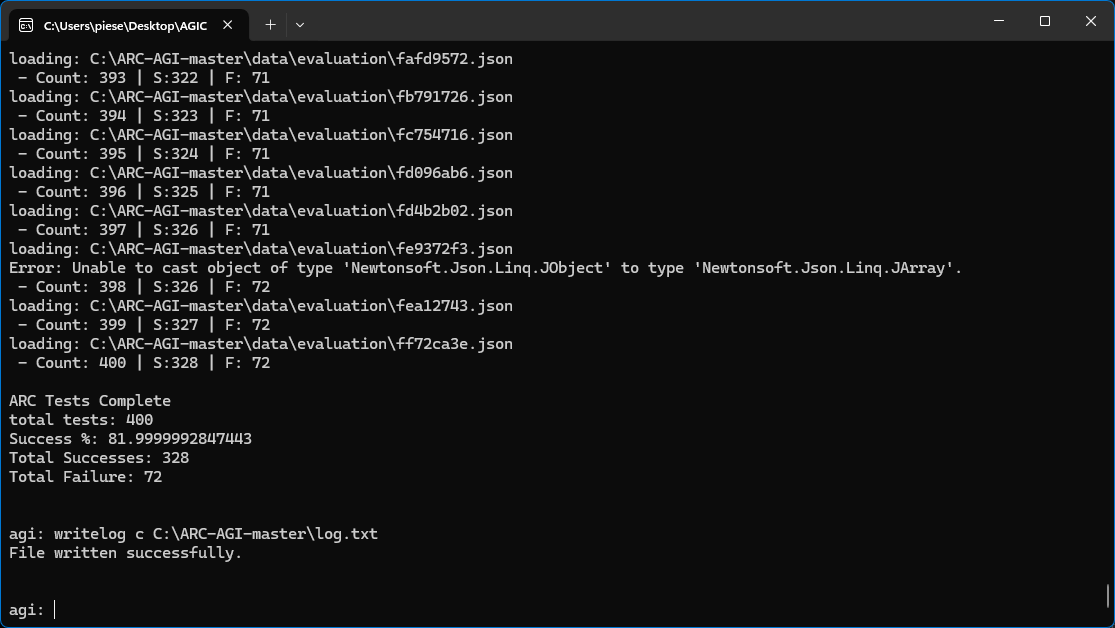 C:\Users\piese\Desktop\AGIC
loading: C:\ARC-AGI-master\data\evaluation\fafd9572.json
- Count: 393 | S:322 | F: 71
loading: C:\ARC-AGI-master\data\evaluation\fb791726.json
- Count: 394 | S:323 | F: 71
loading: C:\ARC-AGI-master\data\evaluation\fc754716.json
- Count: 395 | S:324 | F: 71
loading: C:\ARC-AGI-master\data\evaluation\fd096ab6.json
- Count: 396 | S:325 | F: 71
loading: C:\ARC-AGI-master\data\evaluation\fd4b2b02.json
- Count: 397 | S:326 | F: 71
loading: C:\ARC-AGI-master\data\evaluation\fe9372f3.json
Error: Unable to cast object of type 'Newtonsoft.Json.Linq.JObject' to type 'Newtonsoft.Json.Linq.JArray'.
- Count: 398 | S:326 | F: 72
loading: C:\ARC-AGI-master\data\evaluation\fea12743.json
- Count: 399 | S:327 | F: 72
loading: C:\ARC-AGI-master\data\evaluation\ff72ca3e.json
- Count: 400 | S:328 | F: 72
ARC Tests Complete
total tests: 400
Success %: 81.9999992847443
Total Successes: 328
Total Failure: 72
agi: writelog c C:\ARC-AGI-master\log.txt
File written successfully.
agi: